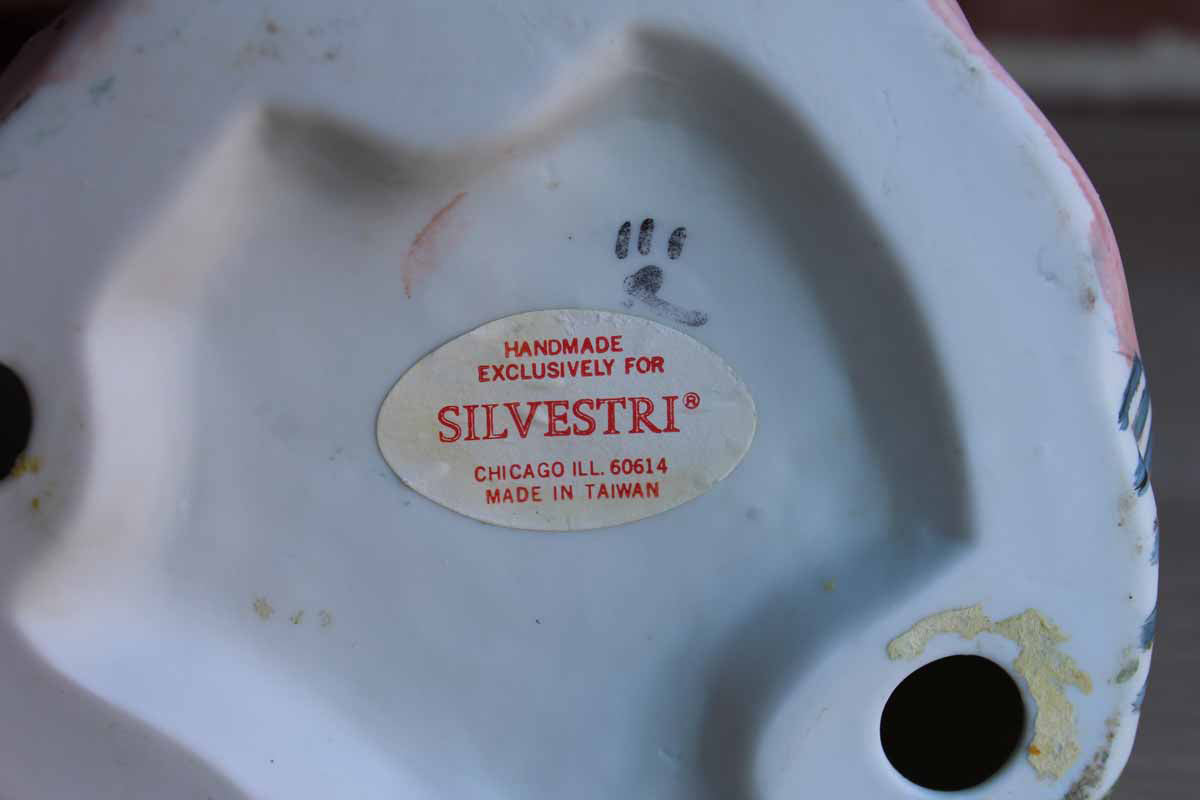 HANDMADE
EXCLUSIVELY FOR
SILVESTRI®
CHICAGO ILL. 60614
MADE IN TAIWAN